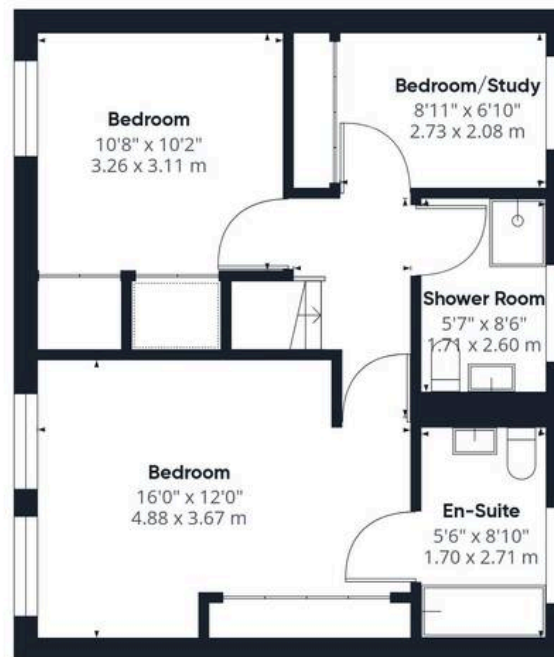 Bedroom
10'8" x 10'2"
3.26 x 3.11 m
Bedroom/Study
8'11" x 6'10"
2.73 x 2.08 m
Shower Room
5'7" x 8'6"
1.71 x 2.60 m
Bedroom
16'0" x 12'0"
4.88 x 3.67 m
En-Suite
5'6" x 8'10"
1.70 x 2.71 m